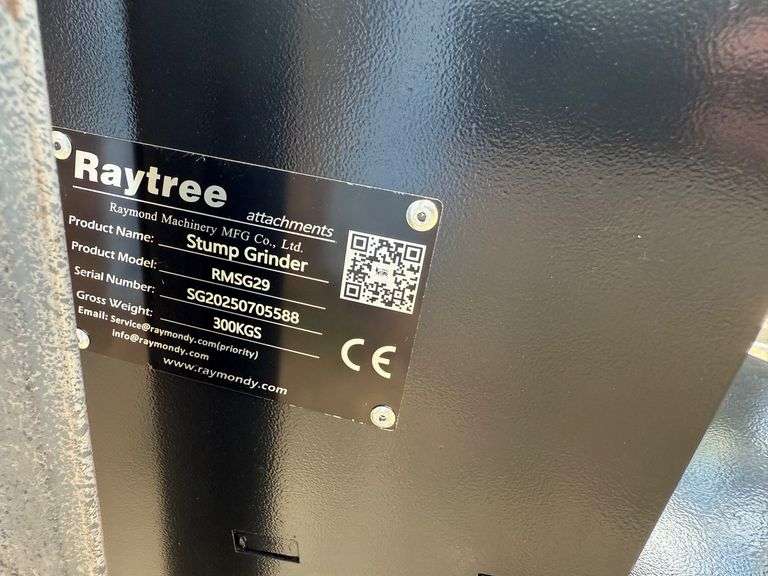 Raytree
attachments
Raymond Machinery MFG Co., Ltd.
Product Name: Stump Grinder
Product Model: RMSG29
Serial Number: SG20250705588
Gross Weight: 300KGS
Email: Service@raymondy.com(priority)
info@raymondy.com
www.raymondy.com
CE